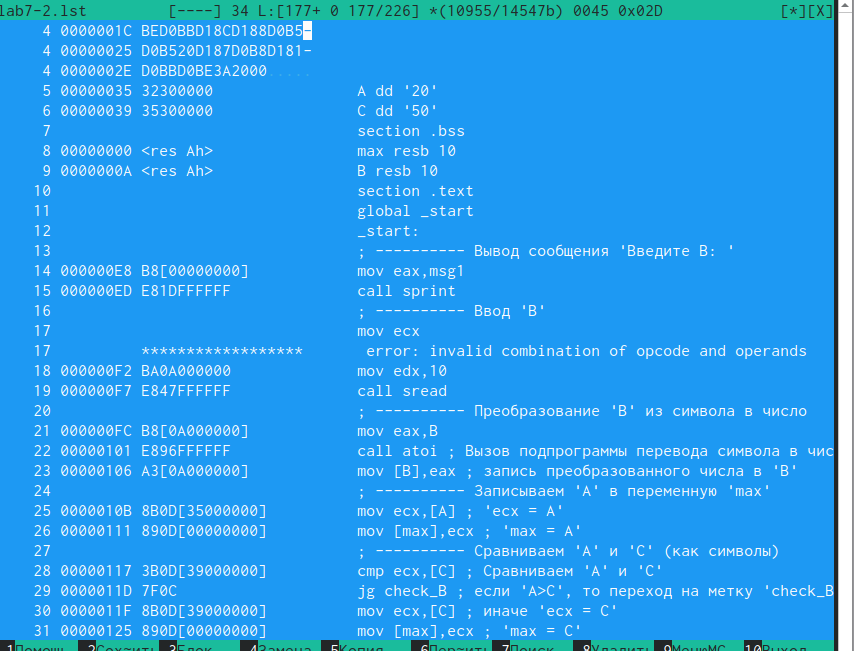 lab7-2.lst         [----] 34 L:[177+ 0 177/226] *(10955/14547b) 0045 0x02D             [*][X]
4 0000001C BED0BBD18CD188D0B5-
4 00000025 D0B520D187D0B8D181-
4 0000002E D0BBD0BE3A2000.....
5 00000035 32300000                A dd '20'
6 00000039 35300000                C dd '50'
7                                  section .bss
8 00000000 <res Ah>                max resb 10
9 0000000A <res Ah>                B resb 10
10                                  section .text
11                                  global _start
12                                  _start:
13                                  ; ---------- Вывод сообщения 'Введите B: '
14 000000E8 B8[00000000]            mov eax,msg1
15 000000ED E81DFFFFFF              call sprint
16                                  ; ---------- Ввод 'B'
17                                  mov ecx
17          ******************       error: invalid combination of opcode and operands
18 000000F2 BA0A000000              mov edx,10
19 000000F7 E847FFFFFF              call sread
20                                  ; ---------- Преобразование 'B' из символа в число
21 000000FC B8[0A000000]            mov eax,B
22 00000101 E896FFFFFF              call atoi ; Вызов подпрограммы перевода символа в чис
23 00000106 A3[0A000000]            mov [B],eax ; запись преобразованного числа в 'B'
24                                  ; ---------- Записываем 'A' в переменную 'max'
25 0000010B 8B0D[35000000]          mov ecx,[A] ; 'ecx = A'
26 00000111 890D[00000000]          mov [max],ecx ; 'max = A'
27                                  ; ---------- Сравниваем 'A' и 'C' (как символы)
28 00000117 3B0D[39000000]          cmp ecx,[C] ; Сравниваем 'A' и 'C'
29 0000011D 7F0C                    jg check_B ; если 'A>C', то переход на метку 'check_B
30 0000011F 8B0D[39000000]          mov ecx,[C] ; иначе 'ecx = C'
31 00000125 890D[00000000]          mov [max],ecx ; 'max = C'
1Помощь 2Сохранить 3Блок 4Замена 5Копия 6Пер~ить 7Поиск 8Удалить 9МенюMC 10Выход